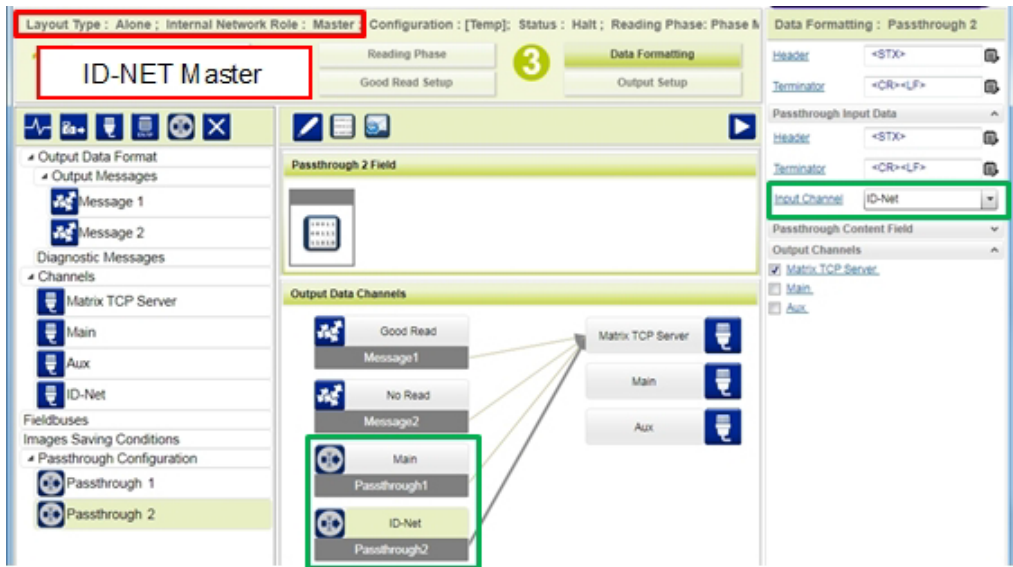 Layout Type : Alone ; Internal Network Role : Master ; Configuration : [Temp]; Status : Halt ; Reading Phase: Phase M
ID-NET Master
Reading Phase
Good Read Setup
3
Data Formatting
Output Setup
Output Data Format
Output Messages
Message 1
Message 2
Diagnostic Messages
Channels
Matrix TCP Server
Main
Aux
ID-Net
Fieldbuses
Images Saving Conditions
Passthrough Configuration
Passthrough 1
Passthrough 2
Passthrough 2 Field
Output Data Channels
Good Read
Message1
No Read
Message2
Main
Passthrough1
ID-Net
Passthrough2
Matrix TCP Server
Main
Aux
Data Formatting : Passthrough 2
Header <STX>
Terminator <CR><LF>
Passthrough Input Data
Header <STX>
Terminator <CR><LF>
Input Channel ID-Net
Passthrough Content Field
Output Channels
Matrix TCP Server
Main
Aux